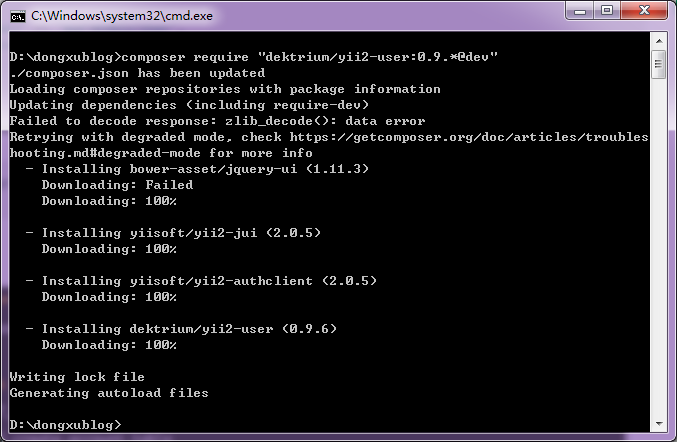 C:\Windows\system32\cmd.exe
D:\dongxublog>composer require "dektrium/yii2-user:0.9.*@dev"
./composer.json has been updated
Loading composer repositories with package information
Updating dependencies (including require-dev)
Failed to decode response: zlib_decode(): data error
Retrying with degraded mode, check https://getcomposer.org/doc/articles/troubles
hooting.md#degraded-mode for more info
  - Installing bower-asset/jquery-ui (1.11.3)
    Downloading: Failed
    Downloading: 100%
  - Installing yiisoft/yii2-jui (2.0.5)
    Downloading: 100%
  - Installing yiisoft/yii2-authclient (2.0.5)
    Downloading: 100%
  - Installing dektrium/yii2-user (0.9.6)
    Downloading: 100%
Writing lock file
Generating autoload files
D:\dongxublog>